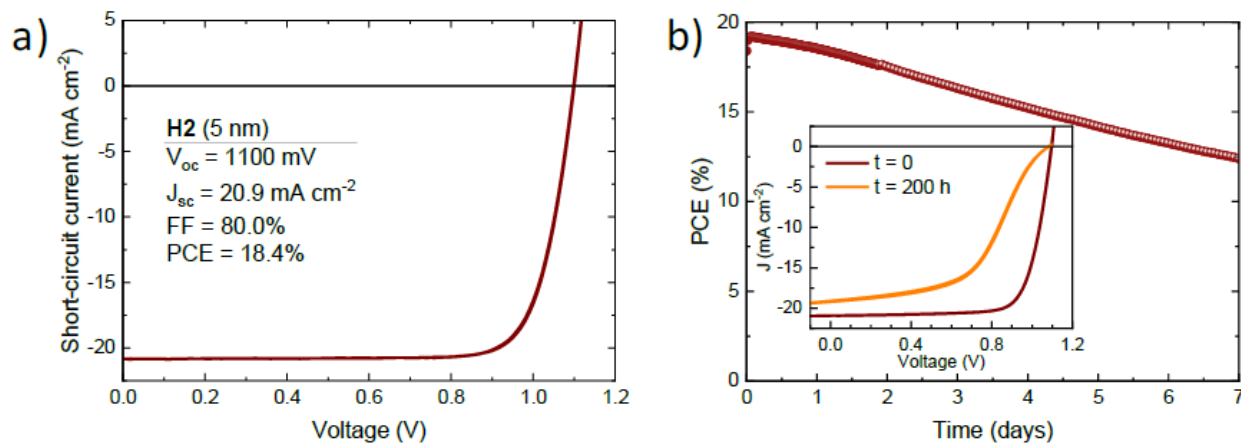 a)
Short-circuit current (mA cm⁻²)
5
0
-5
-10
-15
-20
H2 (5 nm)
Vₒc = 1100 mV
Jsc = 20.9 mA cm⁻²
FF = 80.0%
PCE = 18.4%
0.0 0.2 0.4 0.6 0.8 1.0 1.2
Voltage (V)
b)
PCE (%)
20
15
10
5
0
J (mA cm⁻²)
0
-5
-10
-15
-20
t = 0
t = 200 h
0.0 0.4 0.8 1.2
Voltage (V)
0 1 2 3 4 5 6 7
Time (days)